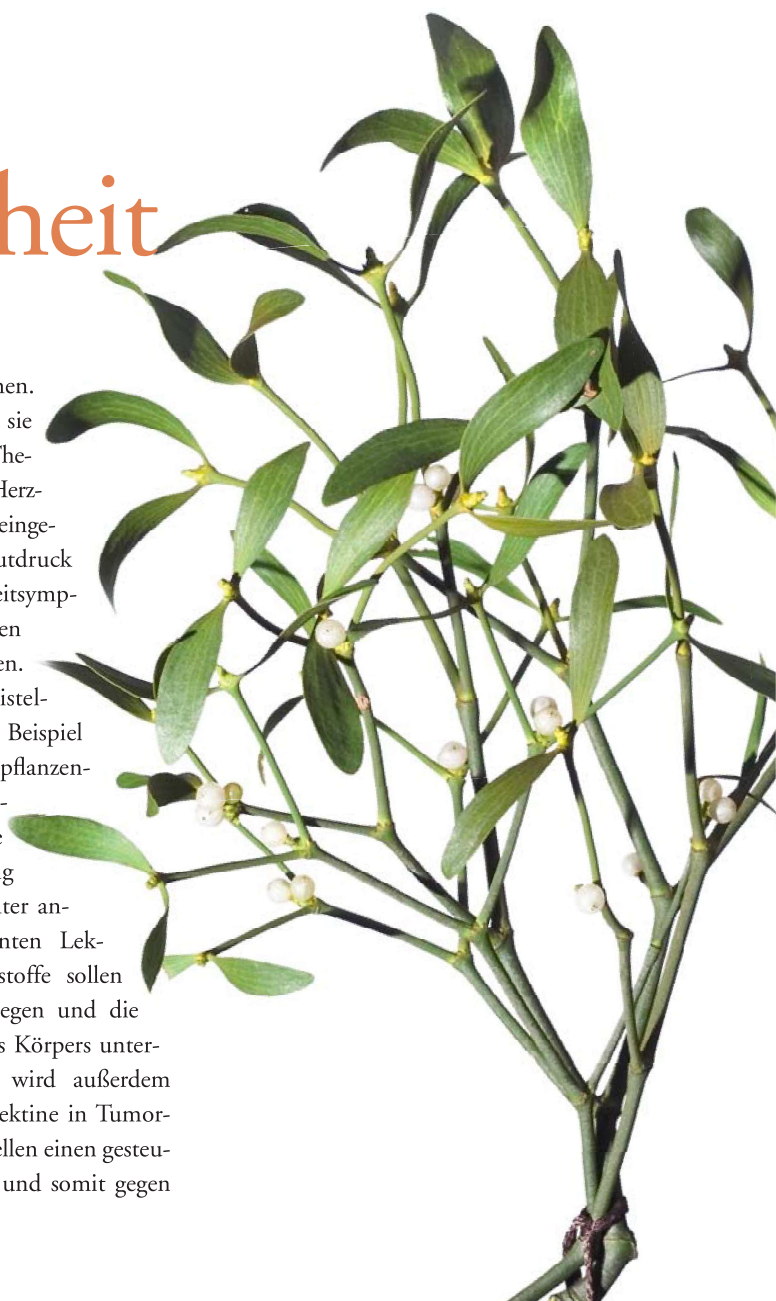 heit
nen.
sie
The-
Herz-
einge-
utdruck
eitsymp-
en
en.
istel-
Beispiel
pflanzen-
-
e
g
ter an-
nten Lek-
stoffe sollen
egen und die
s Körpers unter-
wird außerdem
ektine in Tumor-
ellen einen gesteu-
und somit gegen